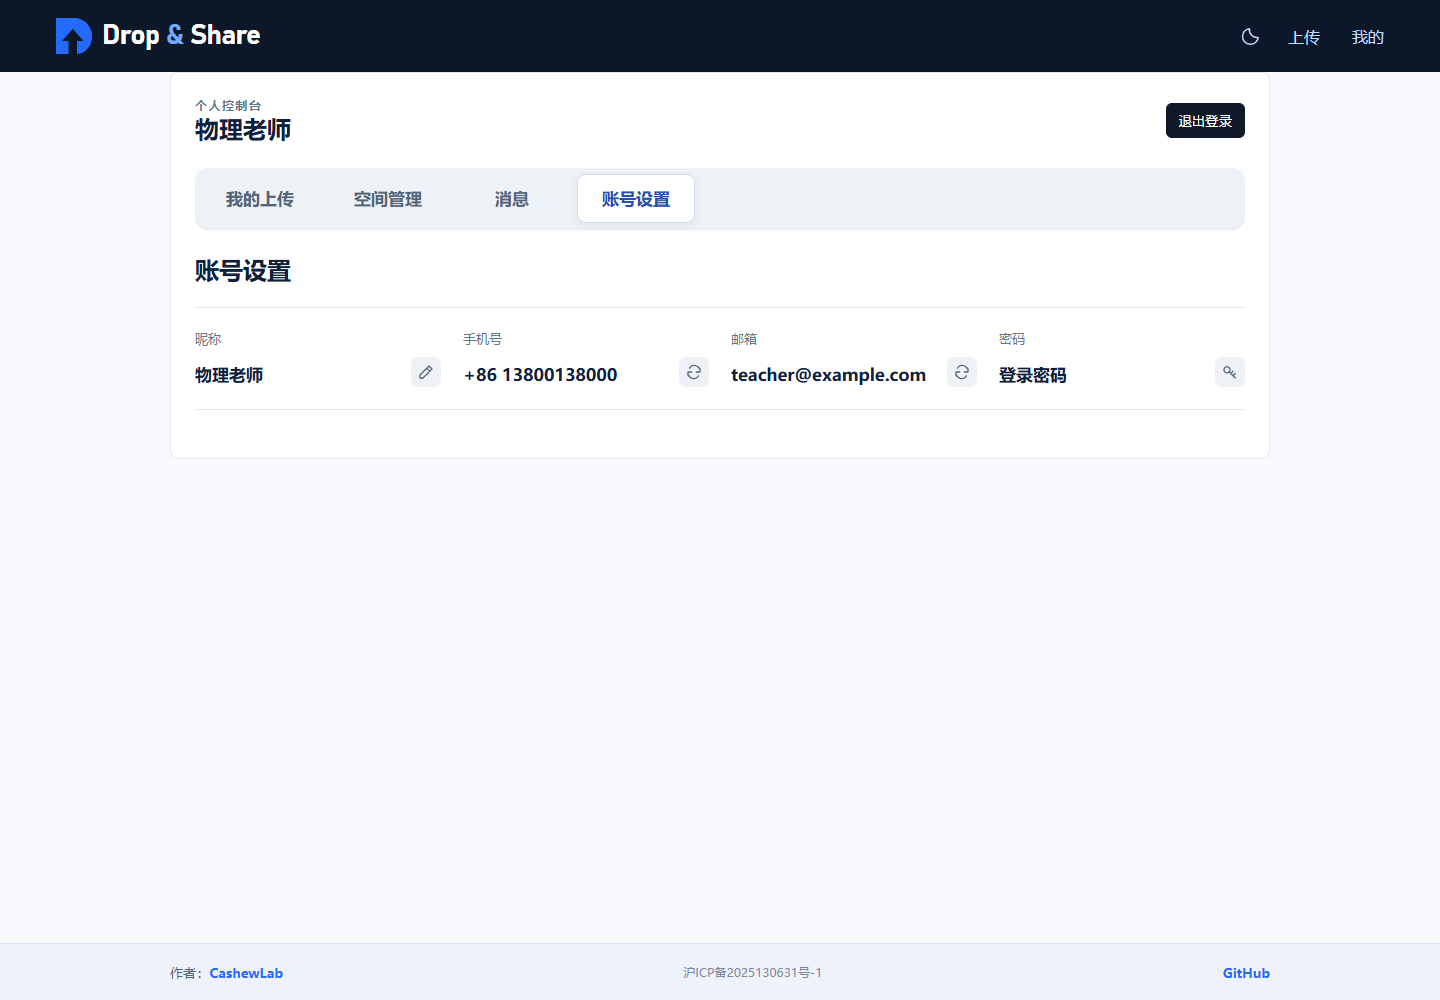 Drop & Share
上传
我的
个人控制台
物理老师
退出登录
我的上传
空间管理
消息
账号设置
账号设置
昵称
物理老师
手机号
+86 13800138000
邮箱
teacher@example.com
密码
登录密码
作者：CashewLab
沪ICP备2025130631号-1
GitHub